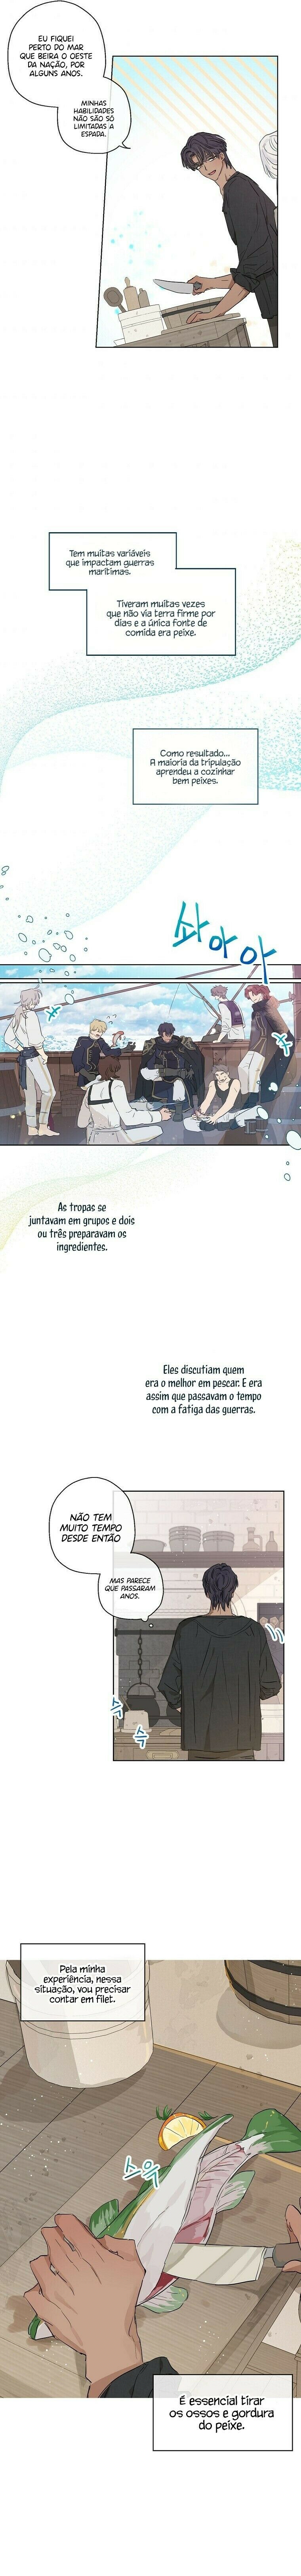 EU FIQUEI
PERTO DO MAR
QUE BEIRA O OESTE
DA NAÇÃO, POR
ALGUNS ANOS.
MINHAS
HABILIDADES
NÃO SÃO SÓ
LIMITADAS A
ESPADA.
Tem muitas variáveis
que impactam guerras
marítimas.
Tiveram muitas vezes
que não via terra firme por
dias e a única fonte de
comida era peixe.
Como resultado...
A maioria da tripulação
aprendeu a cozinhar
bem peixes.
쏴아아
As tropas se
juntavam em grupos e dois
ou três preparavam os
ingredientes.
Eles discutiam quem
era o melhor em pescar. E era
assim que passavam o tempo
com a fatiga das guerras.
NÃO TEM
MUITO TEMPO
DESDE ENTÃO
MAS PARECE
QUE PASSARAM
ANOS.
슥
슥
Pela minha
experiência, nessa
situação, vou precisar
contar em filet.
스윽
É essencial tirar
os ossos e gordura
do peixe.